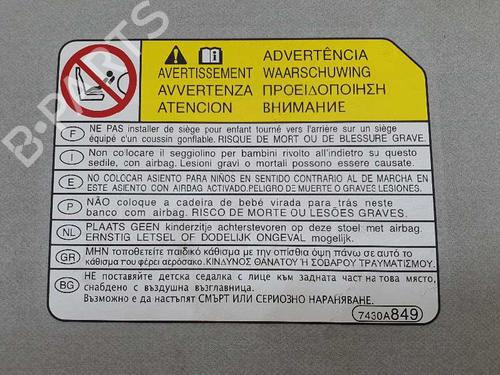 ADVERTÊNCIA
AVERTISSEMENT WAARSCHUWING
AVVERTENZA ΠΡΟΕΙΔΟΠΟΙΗΣΗ
ATENCION ВНИМАНИЕ
F NE PAS installer de siège pour enfant tourné vers l'arrière sur un siège
équipé d'un coussin gonflable. RISQUE DE MORT OU DE BLESSURE GRAVE.
I Non collocare il seggiolino per bambini rivolto all'indietro su questo
sedile, con airbag. Lesioni gravi o mortali possono essere causate.
E NO COLOCAR ASIENTO PARA NIÑOS EN SENTIDO CONTRARIO AL DE MARCHA EN
ESTE ASIENTO CON AIRBAG ACTIVADO.PELIGRO DE MUERTE O GRAVES LESIONES.
P NÃO coloque a cadeira de bebé virada para trás neste
banco com airbag. RISCO DE MORTE OU LESÕES GRAVES.
NL PLAATS GEEN kinderzitje achterstevoren op deze stoel met airbag.
ERNSTIG LETSEL OF DODELIJK ONGEVAL mogelijk.
GR ΜΗΝ τοποθετείτε παιδικό κάθισμα με την οπίσθια όψη πάνω σε αυτό το
κάθισμα του φέρει αερόσακο. ΚΙΝΔΥΝΟΣ ΘΑΝΑΤΟΥ Ή ΣΟΒΑΡΟΥ ΤΡΑΥΜΑΤΙΣΜΟΥ.
BG НЕ поставяйте детска седалка с лице към задната част на това място,
снабдено с въздушна възглавница.
Възможно е да настъпят СМЪРТ ИЛИ СЕРИОЗНО НАРАНЯВАНЕ.
7430A849
B-PARTS